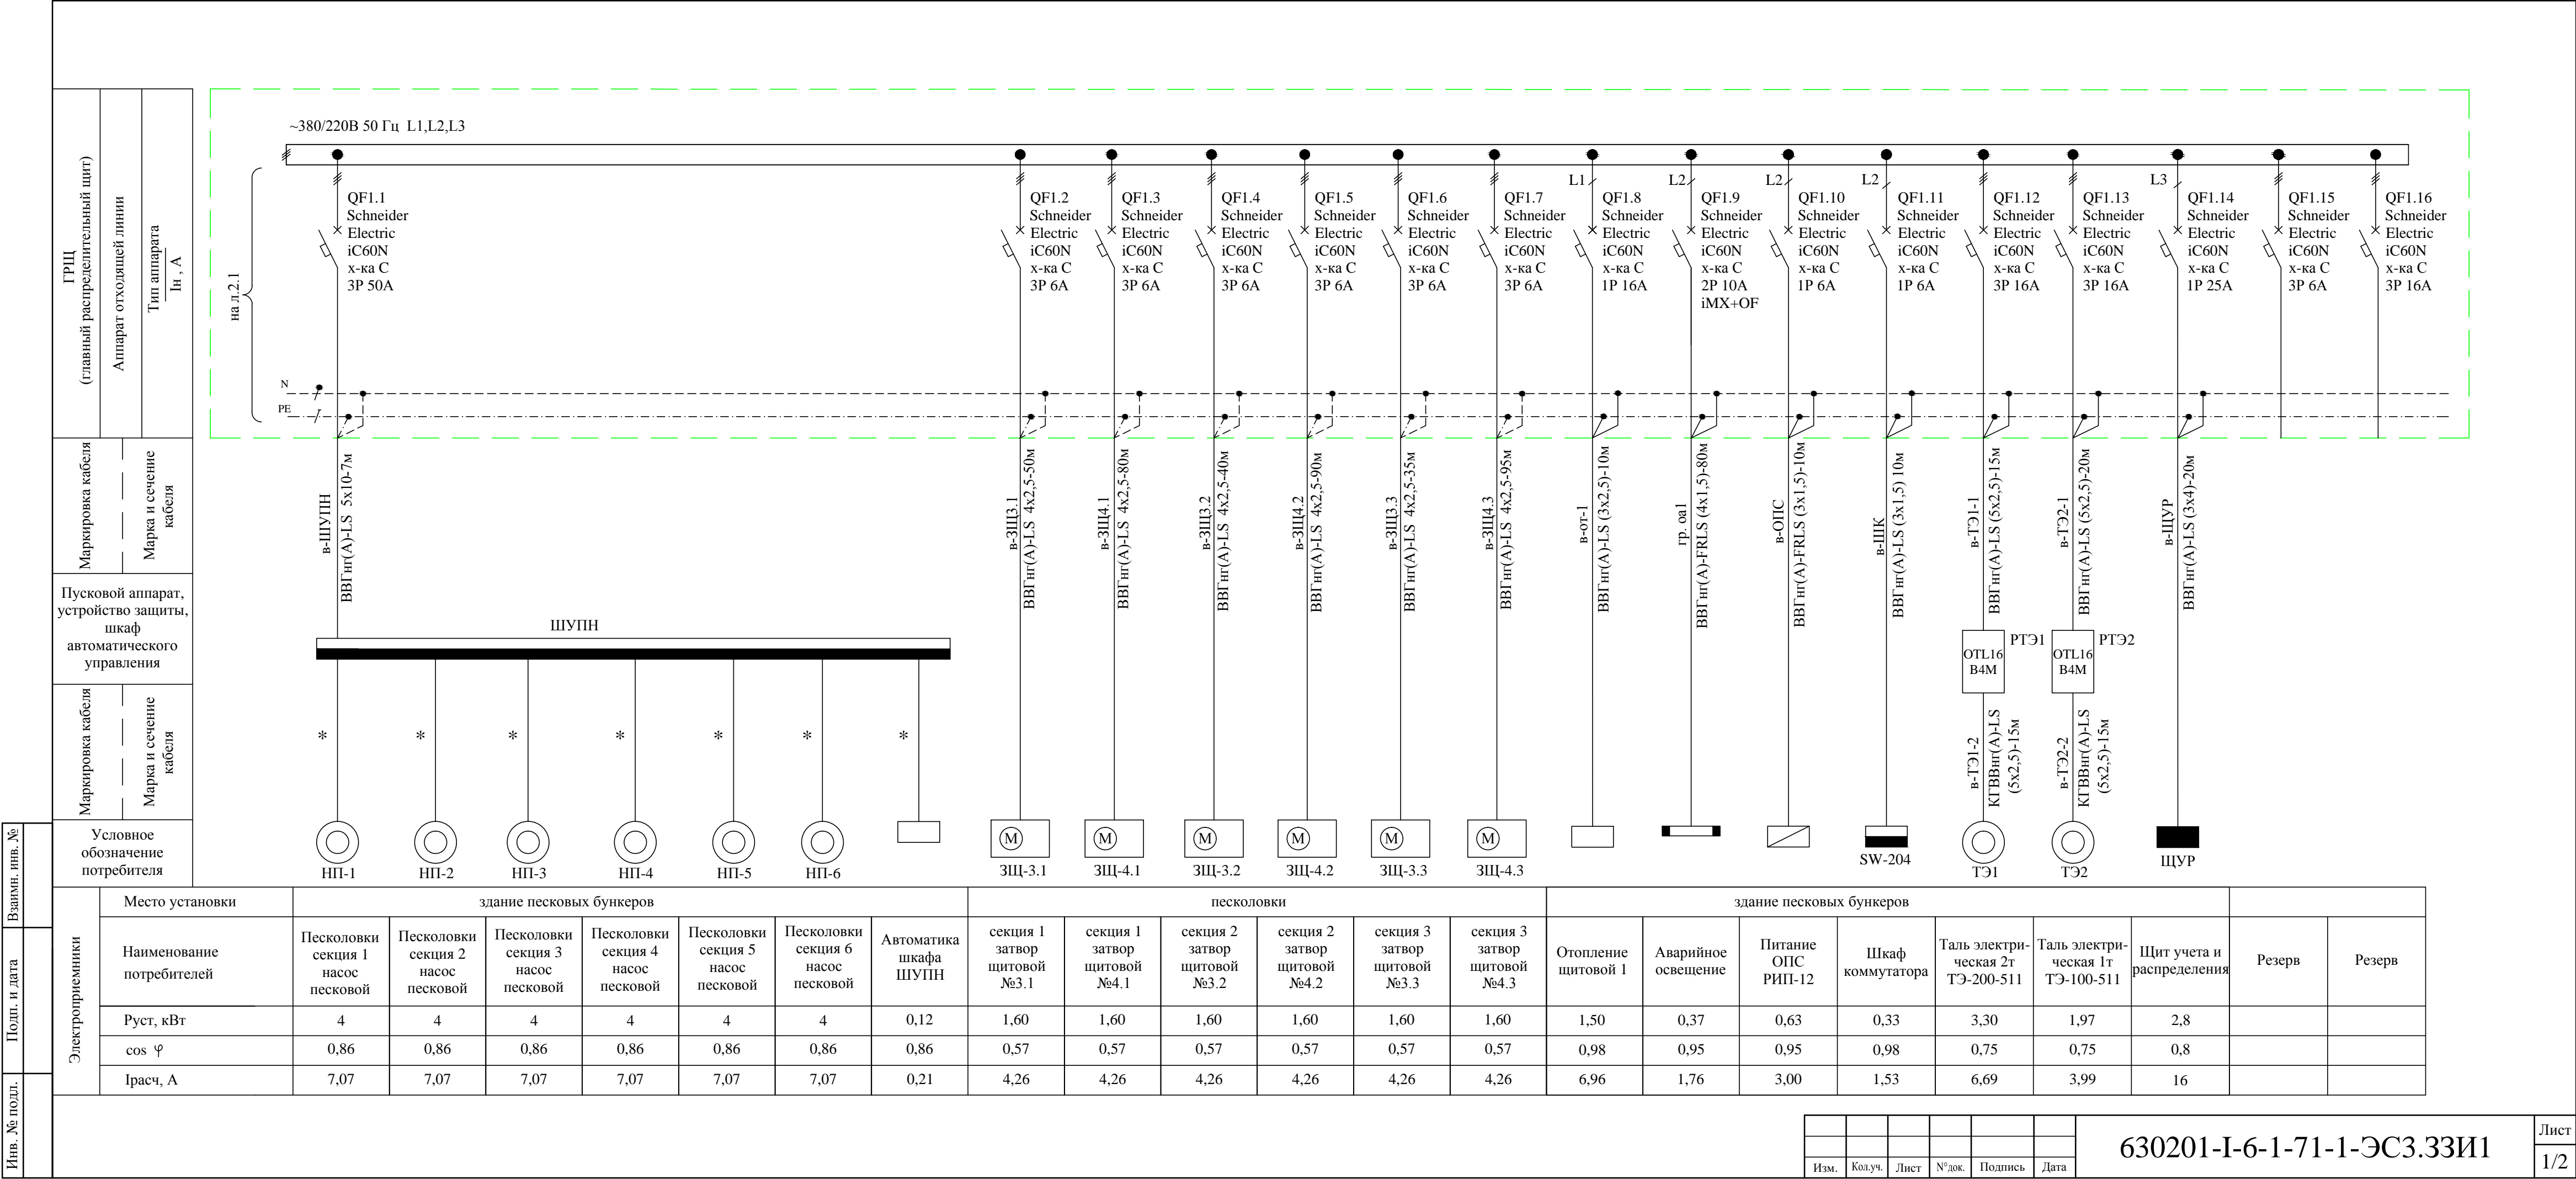 ~380/220В 50 Гц  L1,L2,L3
ГРЩ
(главный распределительный щит)
Аппарат отходящей линии
Тип аппарата
Iн , А
на л.2.1
QF1.1
Schneider
Electric
iC60N
х-ка С
3P 50A
QF1.2
Schneider
Electric
iC60N
х-ка С
3P 6A
QF1.3
Schneider
Electric
iC60N
х-ка С
3P 6A
QF1.4
Schneider
Electric
iC60N
х-ка С
3P 6A
QF1.5
Schneider
Electric
iC60N
х-ка С
3P 6A
QF1.6
Schneider
Electric
iC60N
х-ка С
3P 6A
QF1.7
Schneider
Electric
iC60N
х-ка С
3P 6A
L1
QF1.8
Schneider
Electric
iC60N
х-ка С
1P 16A
L2
QF1.9
Schneider
Electric
iC60N
х-ка С
2P 10A
iMX+OF
L2
QF1.10
Schneider
Electric
iC60N
х-ка С
1P 6A
L2
QF1.11
Schneider
Electric
iC60N
х-ка С
1P 6A
QF1.12
Schneider
Electric
iC60N
х-ка С
3P 16A
QF1.13
Schneider
Electric
iC60N
х-ка С
3P 16A
L3
QF1.14
Schneider
Electric
iC60N
х-ка С
1P 25A
QF1.15
Schneider
Electric
iC60N
х-ка С
3P 6A
QF1.16
Schneider
Electric
iC60N
х-ка С
3P 16A
N
PE
Маркировка кабеля
Марка и сечение
кабеля
в-ШУПН
ВВГнг(А)-LS  5х10-7м
в-ЗЩ3.1
ВВГнг(А)-LS  4х2,5-50м
в-ЗЩ4.1
ВВГнг(А)-LS  4х2,5-80м
в-ЗЩ3.2
ВВГнг(А)-LS  4х2,5-40м
в-ЗЩ4.2
ВВГнг(А)-LS  4х2,5-90м
в-ЗЩ3.3
ВВГнг(А)-LS  4х2,5-35м
в-ЗЩ4.3
ВВГнг(А)-LS  4х2,5-95м
в-от-1
ВВГнг(А)-LS (3х2,5)-10м
гр. оа1
ВВГнг(А)-FRLS (4х1,5)-80м
в-ОПС
ВВГнг(А)-FRLS (3х1,5)-10м
в-ШК
ВВГнг(А)-LS (3х1,5) 10м
в-ТЭ1-1
ВВГнг(А)-LS (5х2,5)-15м
в-ТЭ2-1
ВВГнг(А)-LS (5х2,5)-20м
в-ЩУР
ВВГнг(А)-LS (3х4)-20м
Пусковой аппарат,
устройство защиты,
шкаф
автоматического
управления
ШУПН
OTL16
B4M
РТЭ1
OTL16
B4M
РТЭ2
Маркировка кабеля
Марка и сечение
кабеля
* * * * * * *
в-ТЭ1-2
КГВВнг(А)-LS
(5х2,5)-15м
в-ТЭ2-2
КГВВнг(А)-LS
(5х2,5)-15м
Условное
обозначение
потребителя
НП-1
НП-2
НП-3
НП-4
НП-5
НП-6
М
ЗЩ-3.1
М
ЗЩ-4.1
М
ЗЩ-3.2
М
ЗЩ-4.2
М
ЗЩ-3.3
М
ЗЩ-4.3
SW-204
ТЭ1
ТЭ2
ЩУР
Электроприемники
Место установки
здание песковых бункеров
песколовки
здание песковых бункеров
Наименование
потребителей
Песколовки
секция 1
насос
песковой
Песколовки
секция 2
насос
песковой
Песколовки
секция 3
насос
песковой
Песколовки
секция 4
насос
песковой
Песколовки
секция 5
насос
песковой
Песколовки
секция 6
насос
песковой
Автоматика
шкафа
ШУПН
секция 1
затвор
щитовой
№3.1
секция 1
затвор
щитовой
№4.1
секция 2
затвор
щитовой
№3.2
секция 2
затвор
щитовой
№4.2
секция 3
затвор
щитовой
№3.3
секция 3
затвор
щитовой
№4.3
Отопление
щитовой 1
Аварийное
освещение
Питание
ОПС
РИП-12
Шкаф
коммутатора
Таль электри-
ческая 2т
ТЭ-200-511
Таль электри-
ческая 1т
ТЭ-100-511
Щит учета и
распределения
Резерв
Резерв
Руст, кВт 4 4 4 4 4 4 0,12 1,60 1,60 1,60 1,60 1,60 1,60 1,50 0,37 0,63 0,33 3,30 1,97 2,8
cos φ 0,86 0,86 0,86 0,86 0,86 0,86 0,86 0,57 0,57 0,57 0,57 0,57 0,57 0,98 0,95 0,95 0,98 0,75 0,75 0,8
Iрасч, А 7,07 7,07 7,07 7,07 7,07 7,07 0,21 4,26 4,26 4,26 4,26 4,26 4,26 6,96 1,76 3,00 1,53 6,69 3,99 16
Взаимн. инв. №
Подп. и дата
Инв. № подл.
Изм. Кол.уч. Лист N°док. Подпись Дата
630201-I-6-1-71-1-ЭС3.ЗЗИ1
Лист
1/2